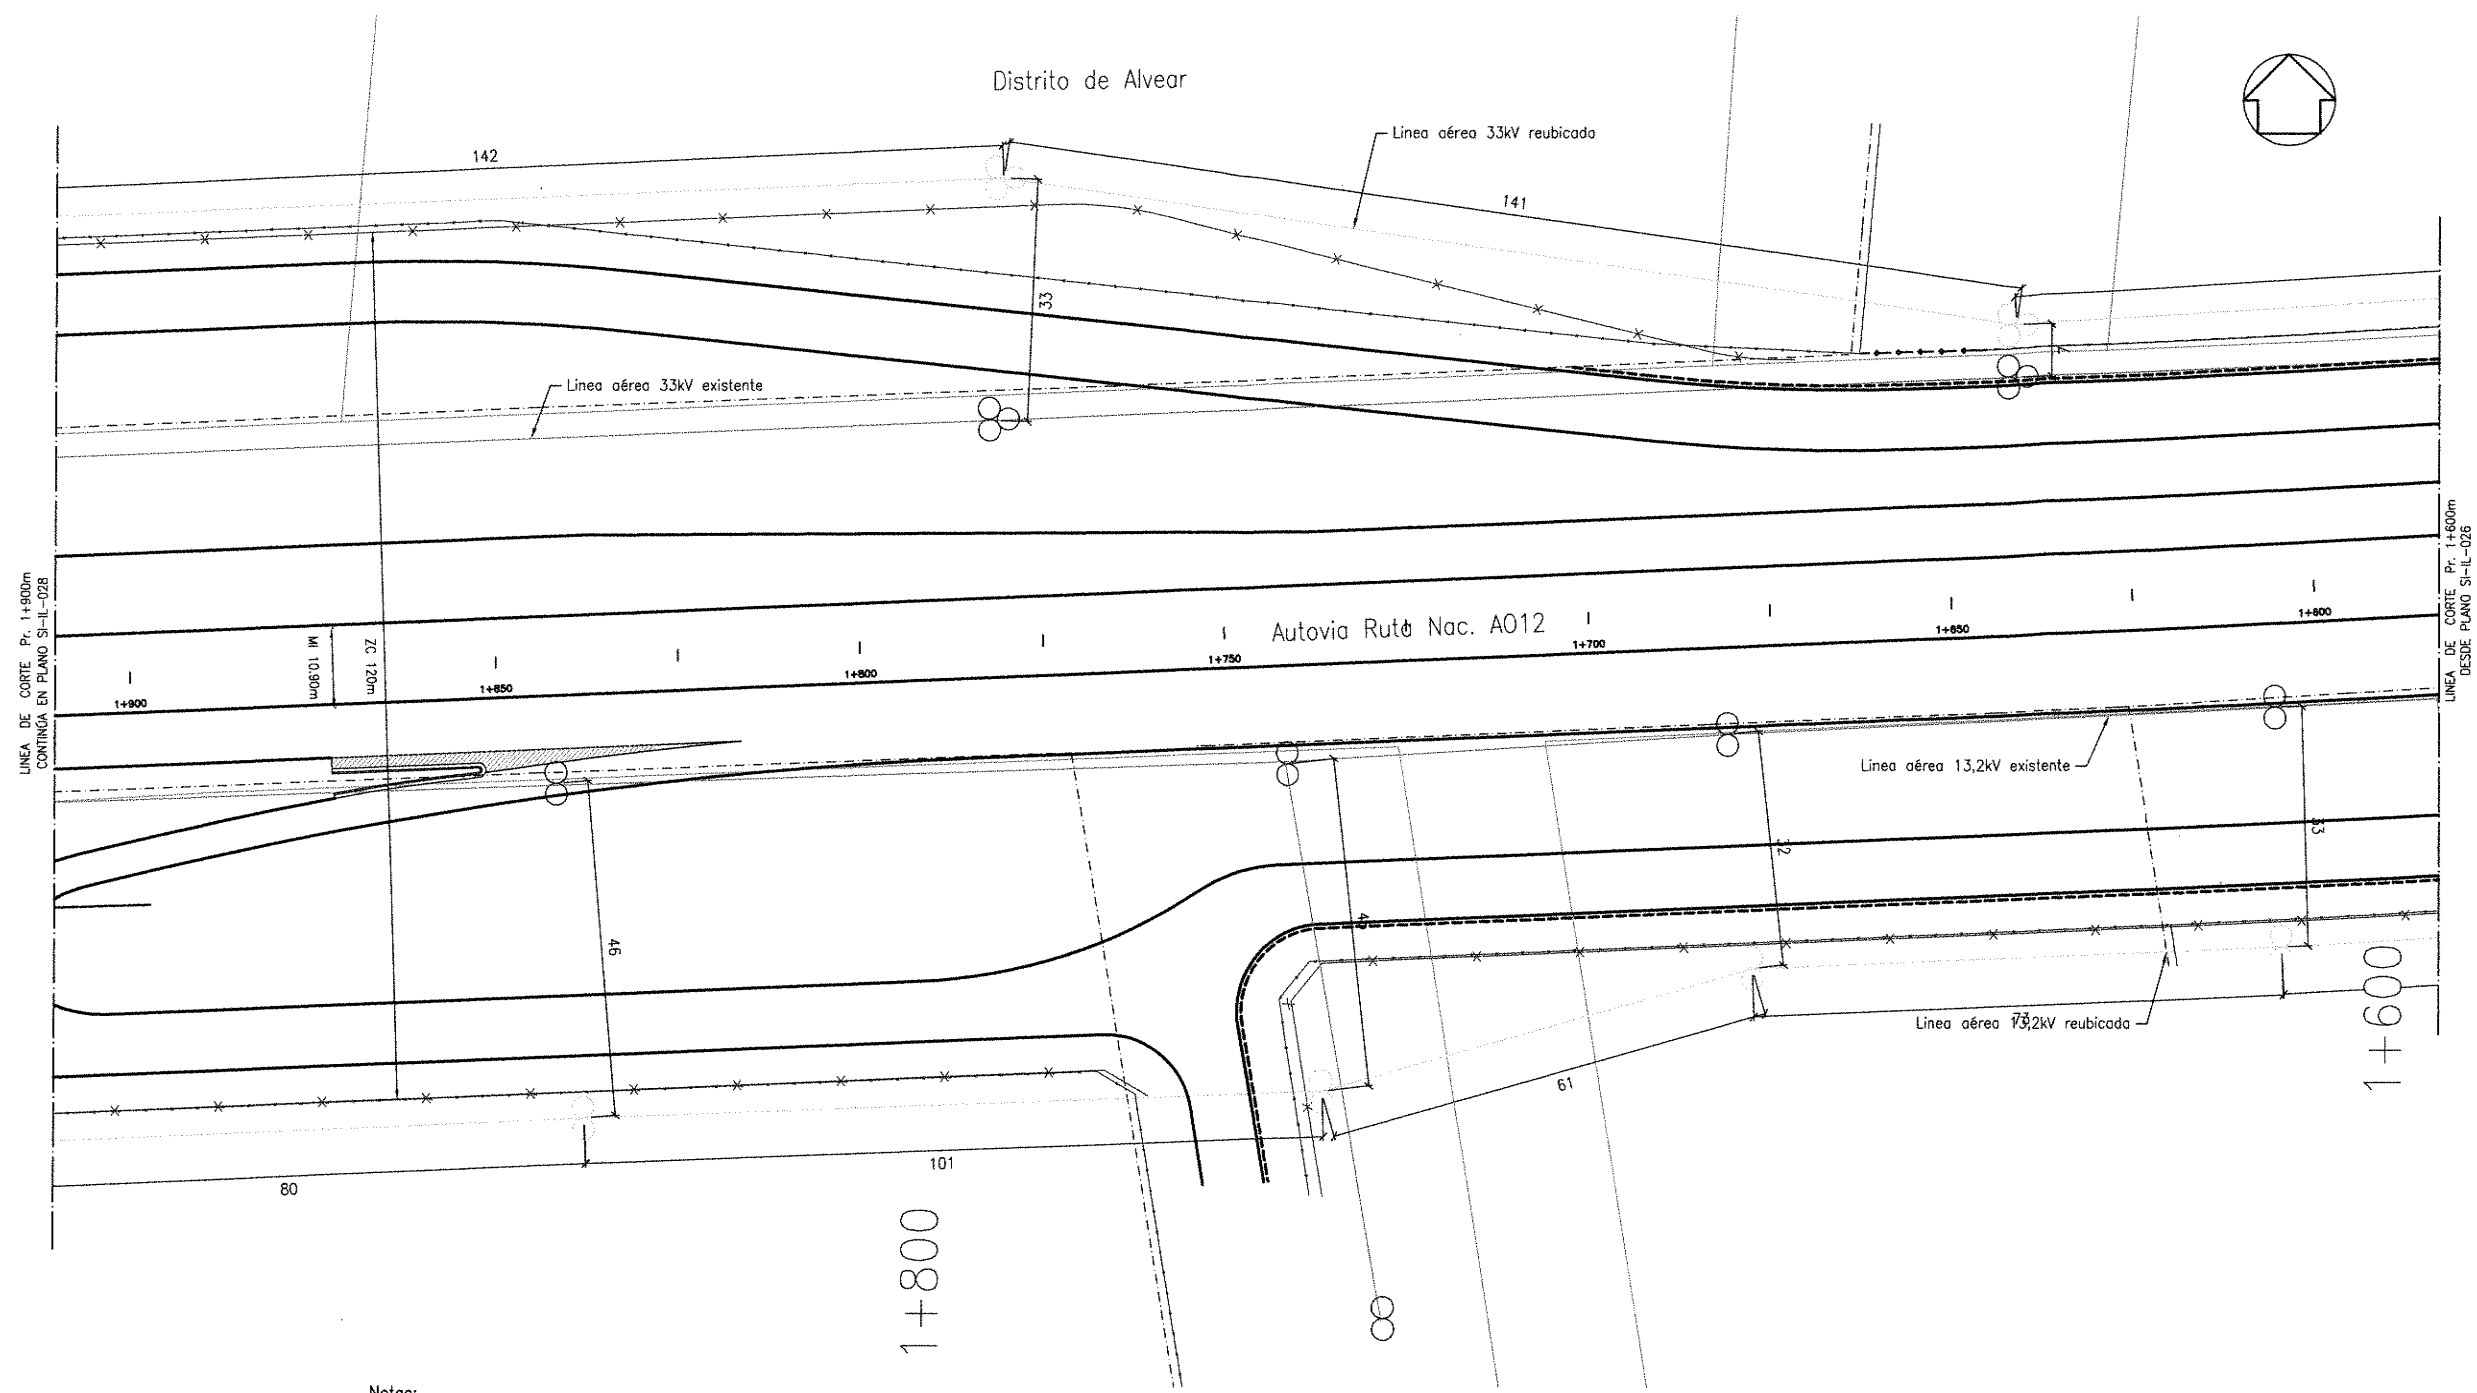 Distrito de Alvear
Linea aérea 33kV reubicada
142
141
33
7
Linea aérea 33kV existente
LINEA DE CORTE Pr. 1+900m
CONTINÚA EN PLANO SI-IL-028
LINEA DE CORTE Pr. 1+600m
DESDE PLANO SI-IL-026
MI 10.90m
ZC 120m
Autovia Ruta Nac. AO12
1+900
1+850
1+800
1+750
1+700
1+650
1+600
Linea aérea 13,2kV existente
46
32
33
Linea aérea 13,2kV reubicada
61
101
80
1+800
1+600
Notas: